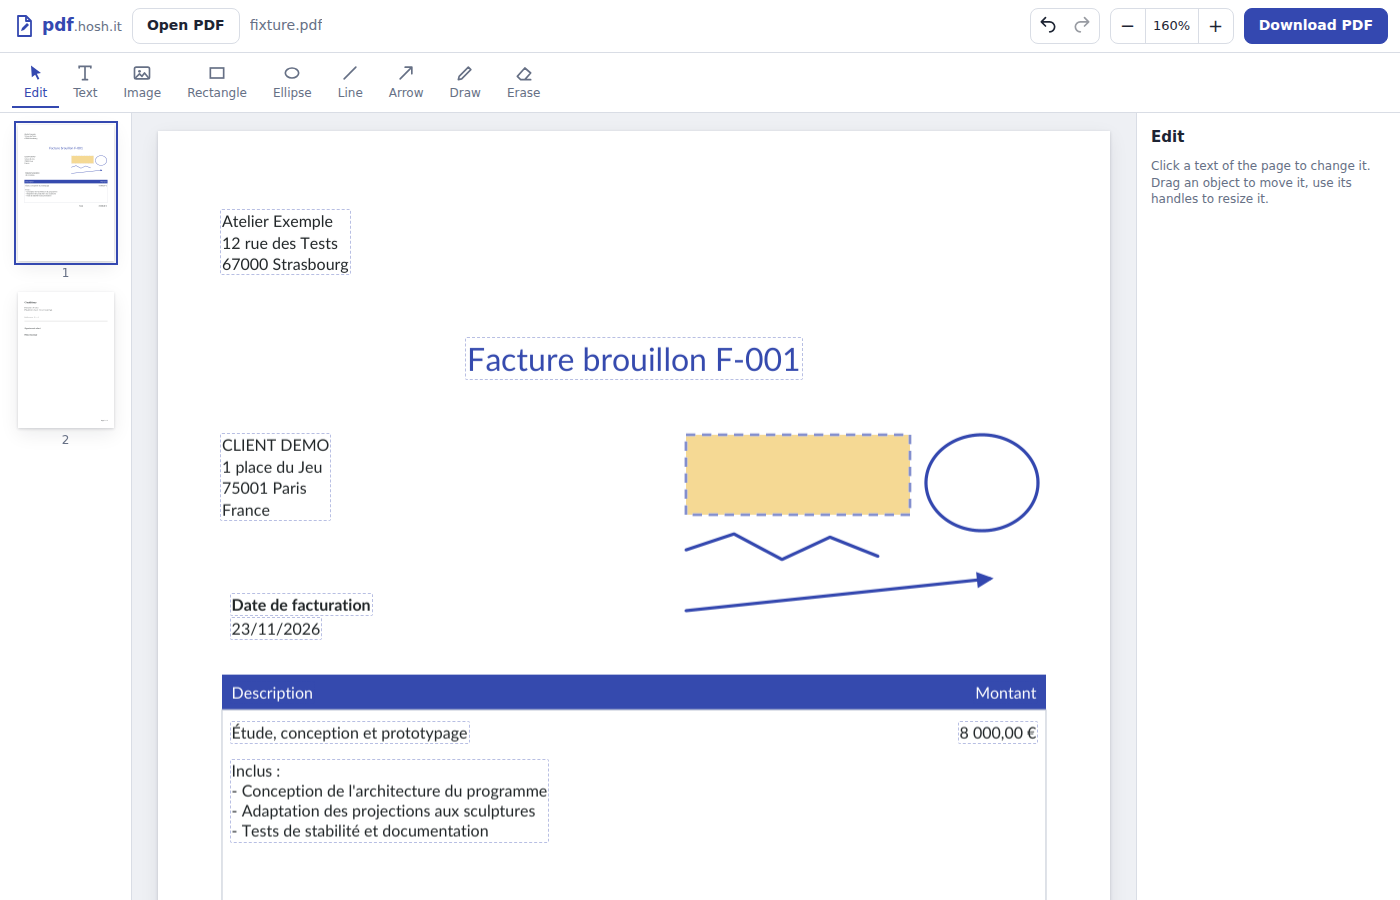 pdf.hosh.it
Open PDF
fixture.pdf
160%
Download PDF
Edit
Text
Image
Rectangle
Ellipse
Line
Arrow
Draw
Erase
1
2
Atelier Exemple
12 rue des Tests
67000 Strasbourg
Facture brouillon F-001
CLIENT DEMO
1 place du Jeu
75001 Paris
France
Date de facturation
23/11/2026
Description Montant
Étude, conception et prototypage 8 000,00 €
Inclus :
- Conception de l'architecture du programme
- Adaptation des projections aux sculptures
- Tests de stabilité et documentation
Edit
Click a text of the page to change it.
Drag an object to move it, use its
handles to resize it.